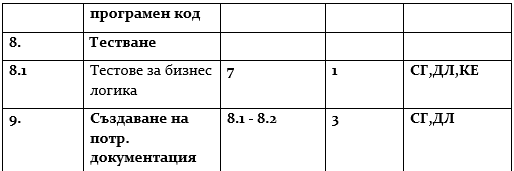 програмен код
8. Тестване
8.1 Тестове за бизнес 7 1 СГ,ДЛ,КЕ
логика
9. Създаване на 8.1 - 8.2 3 СГ,ДЛ
потр.
документация